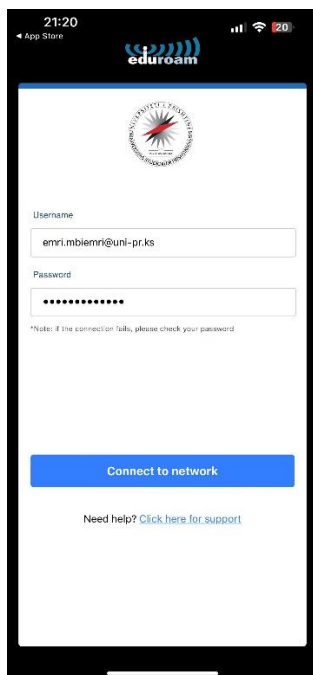 21:20
20
◀ App Store
eduroam
Username
emri.mbiemri@uni-pr.ks
Password
•••••••••••••
*Note: if the connection fails, please check your password
Connect to network
Need help? Click here for support